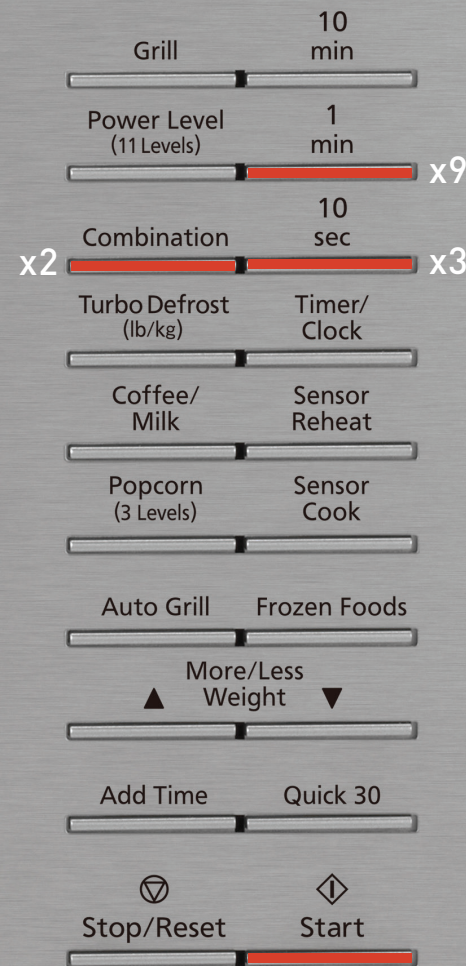 Grill
10
min
Power Level
(11 Levels)
1
min
x9
x2
Combination
10
sec
x3
Turbo Defrost
(lb/kg)
Timer/
Clock
Coffee/
Milk
Sensor
Reheat
Popcorn
(3 Levels)
Sensor
Cook
Auto Grill
Frozen Foods
More/Less
▲ Weight ▼
Add Time
Quick 30
Stop/Reset
Start